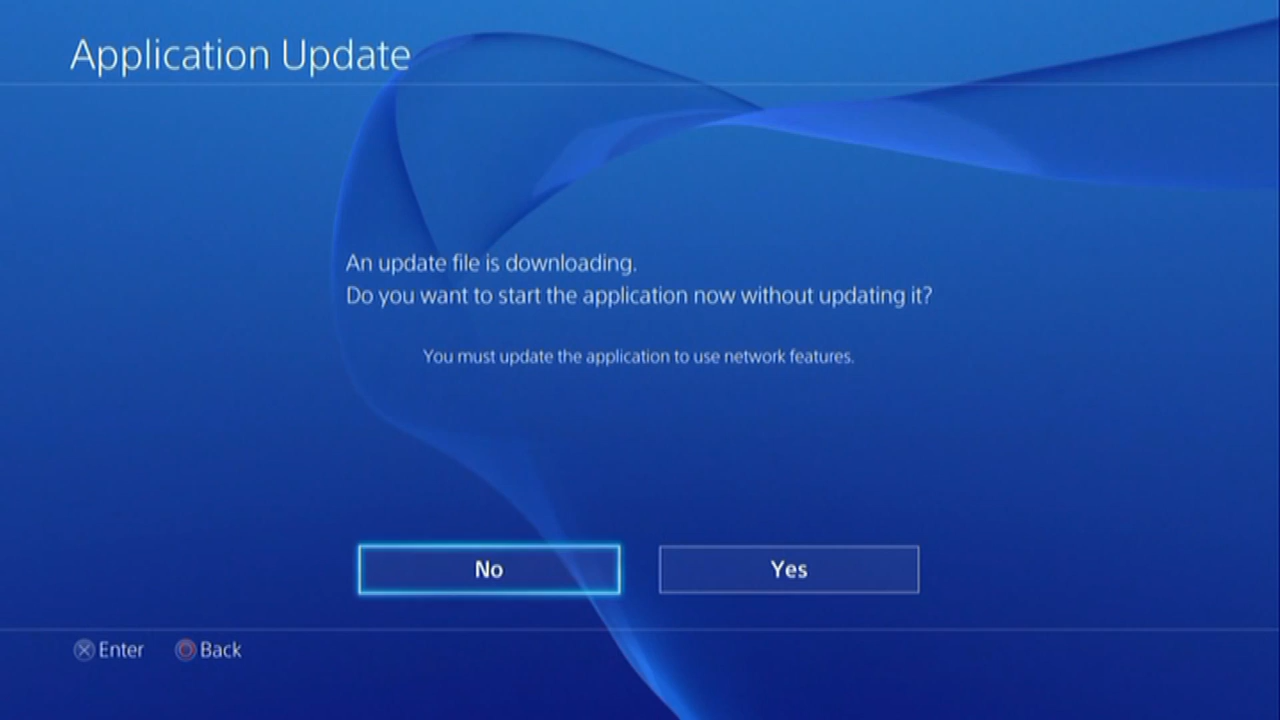 Application Update
An update file is downloading.
Do you want to start the application now without updating it?
You must update the application to use network features.
No Yes
Enter Back